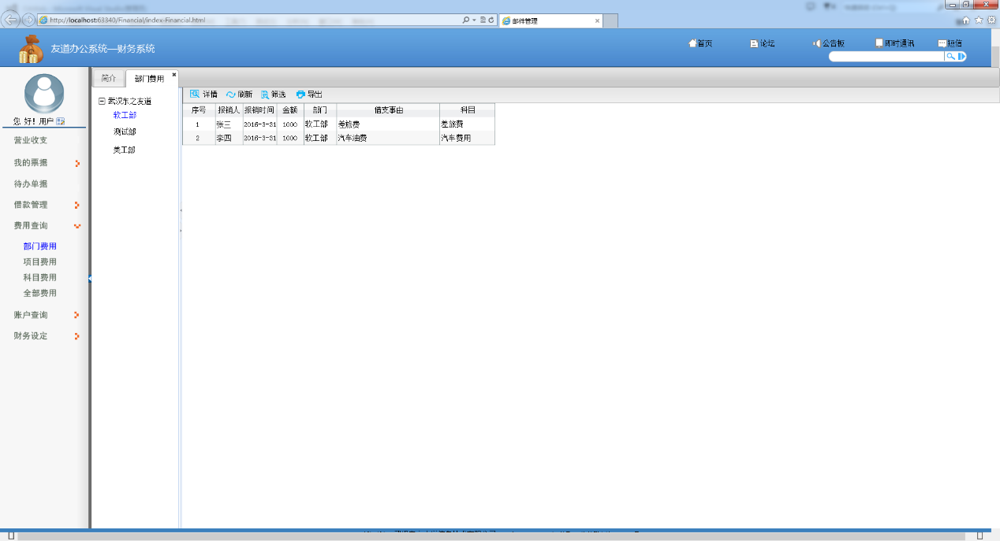 http://localhost:63340/Financial/index-Financial.html
邮件管理
友道办公系统—财务系统
首页 论坛 公告板 即时通讯 短信
简介 部门费用
您 好！用户
营业收支
我的票据
待办单据
借款管理
费用查询
部门费用
项目费用
科目费用
全部费用
账户查询
财务设定
武汉东之友道
软工部
测试部
美工部
详情 刷新 筛选 导出
序号 报销人 报销时间 金额 部门 借支事由 科目
1 张三 2016-3-31 1000 软工部 差旅费 差旅费
2 李四 2016-3-31 1000 软工部 汽车油费 汽车费用